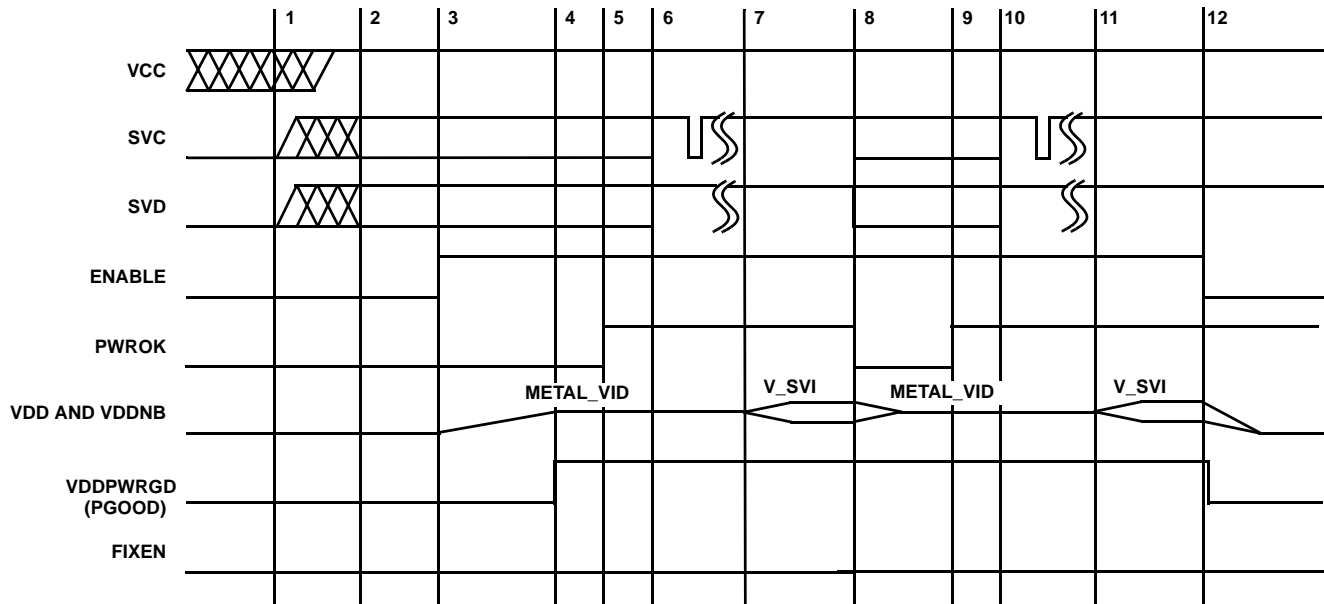 1 2 3 4 5 6 7 8 9 10 11 12
VCC
SVC
SVD
ENABLE
PWROK
METAL_VID V_SVI METAL_VID V_SVI
VDD AND VDDNB
VDDPWRGD
(PGOOD)
FIXEN